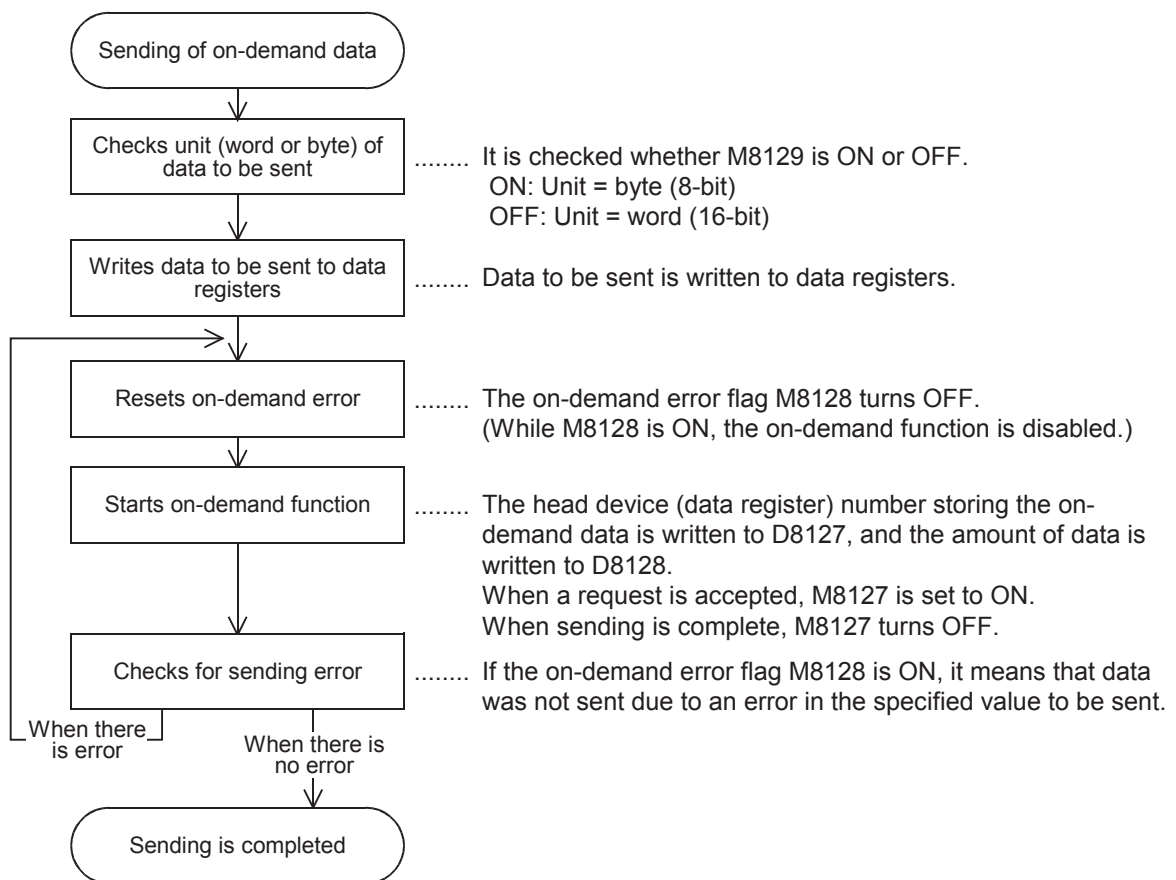 Sending of on-demand data
Checks unit (word or byte) of
data to be sent
........ It is checked whether M8129 is ON or OFF.
ON: Unit = byte (8-bit)
OFF: Unit = word (16-bit)
Writes data to be sent to data
registers
........ Data to be sent is written to data registers.
Resets on-demand error
........ The on-demand error flag M8128 turns OFF.
(While M8128 is ON, the on-demand function is disabled.)
Starts on-demand function
........ The head device (data register) number storing the on-
demand data is written to D8127, and the amount of data is
written to D8128.
When a request is accepted, M8127 is set to ON.
When sending is complete, M8127 turns OFF.
Checks for sending error
........ If the on-demand error flag M8128 is ON, it means that data
was not sent due to an error in the specified value to be sent.
When there
is error
When there is
no error
Sending is completed